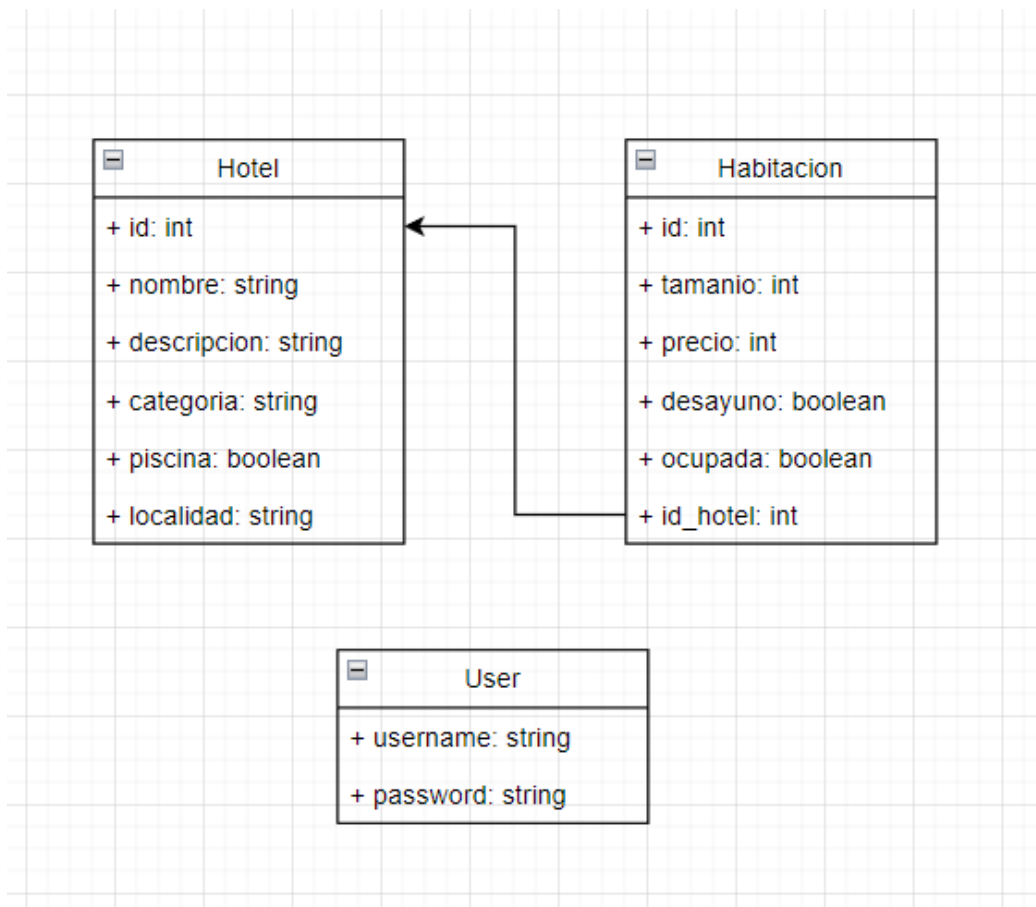 Hotel
+ id: int
+ nombre: string
+ descripcion: string
+ categoria: string
+ piscina: boolean
+ localidad: string
Habitacion
+ id: int
+ tamanio: int
+ precio: int
+ desayuno: boolean
+ ocupada: boolean
+ id_hotel: int
User
+ username: string
+ password: string